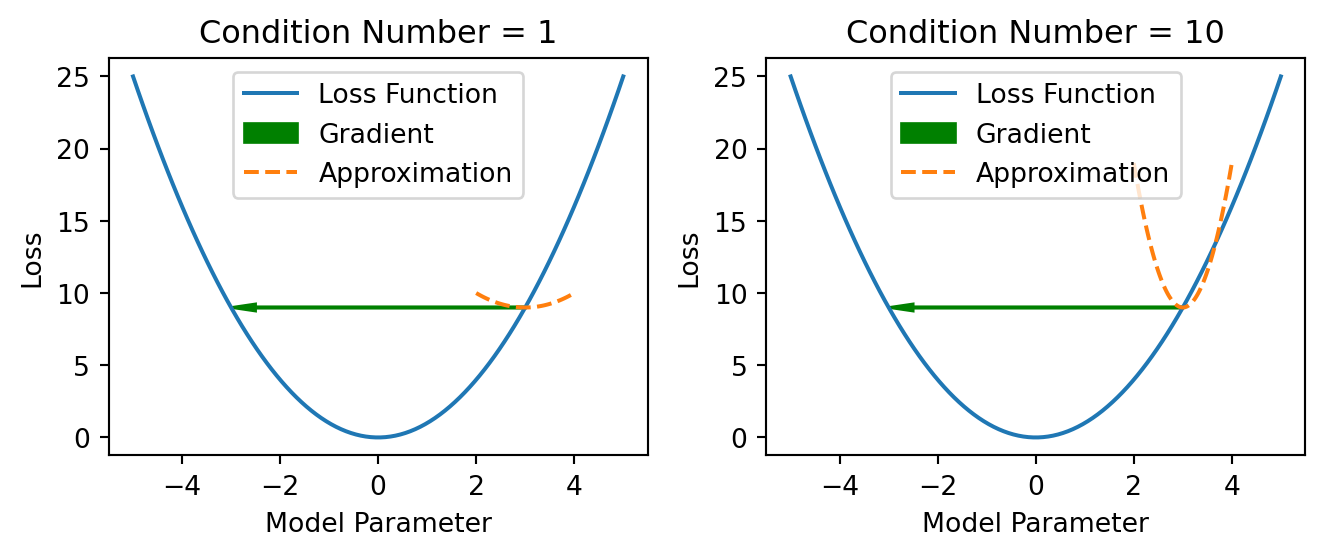 Condition Number = 1
25
20
15
10
5
0
Loss
Loss Function
Gradient
Approximation
−4
−2
0
2
4
Model Parameter
Condition Number = 10
25
20
15
10
5
0
Loss
Loss Function
Gradient
Approximation
−4
−2
0
2
4
Model Parameter